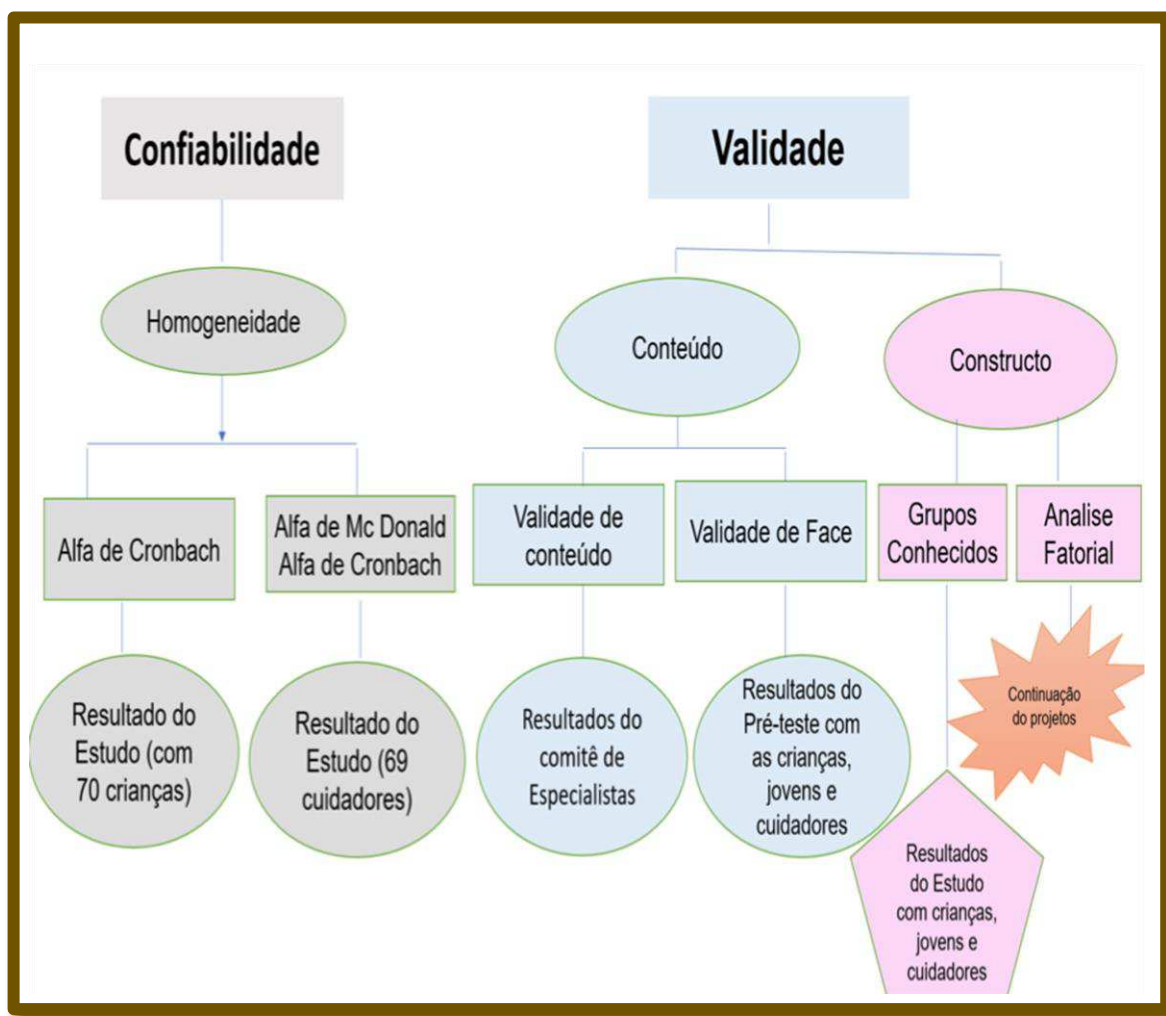 Confiabilidade
Validade
Homogeneidade
Conteúdo
Constructo
Alfa de Cronbach
Alfa de Mc Donald
Alfa de Cronbach
Validade de
conteúdo
Validade de Face
Grupos
Conhecidos
Analise
Fatorial
Resultado do
Estudo (com
70 crianças)
Resultado do
Estudo (69
cuidadores)
Resultados do
comitê de
Especialistas
Resultados do
Pré-teste com
as crianças,
jovens e
cuidadores
Continuação
do projetos
Resultados
do Estudo
com crianças,
jovens e
cuidadores